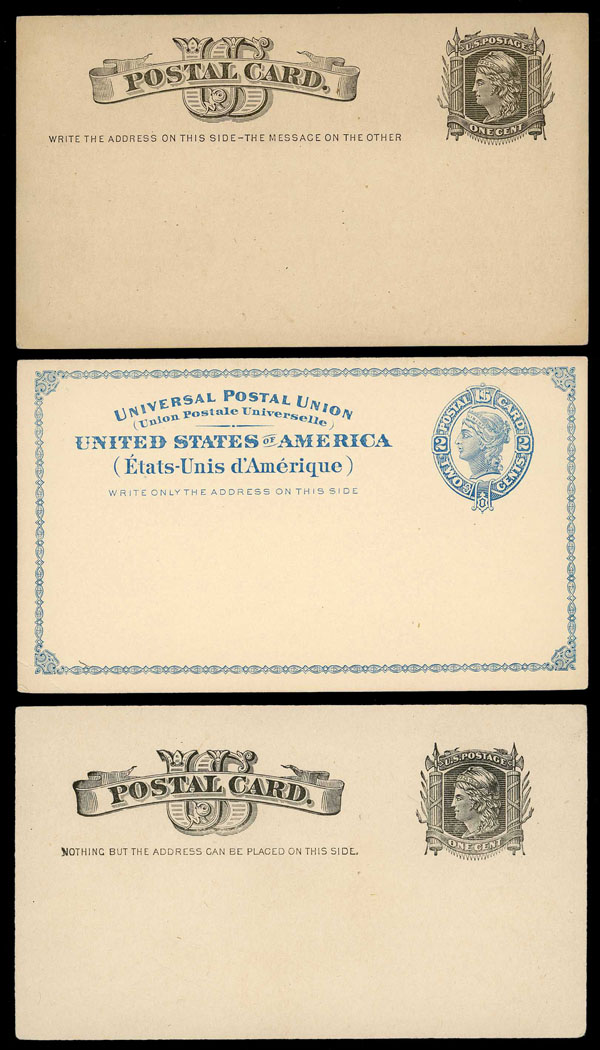 US
POSTAL CARD.
U.S. POSTAGE
ONE CENT
WRITE THE ADDRESS ON THIS SIDE–THE MESSAGE ON THE OTHER
UNIVERSAL POSTAL UNION
(Union Postale Universelle)
UNITED STATES OF AMERICA
(États-Unis d'Amérique)
WRITE ONLY THE ADDRESS ON THIS SIDE
POSTAL US CARD
2 2
TWO CENTS
US
POSTAL CARD.
U.S. POSTAGE
ONE CENT
NOTHING BUT THE ADDRESS CAN BE PLACED ON THIS SIDE.